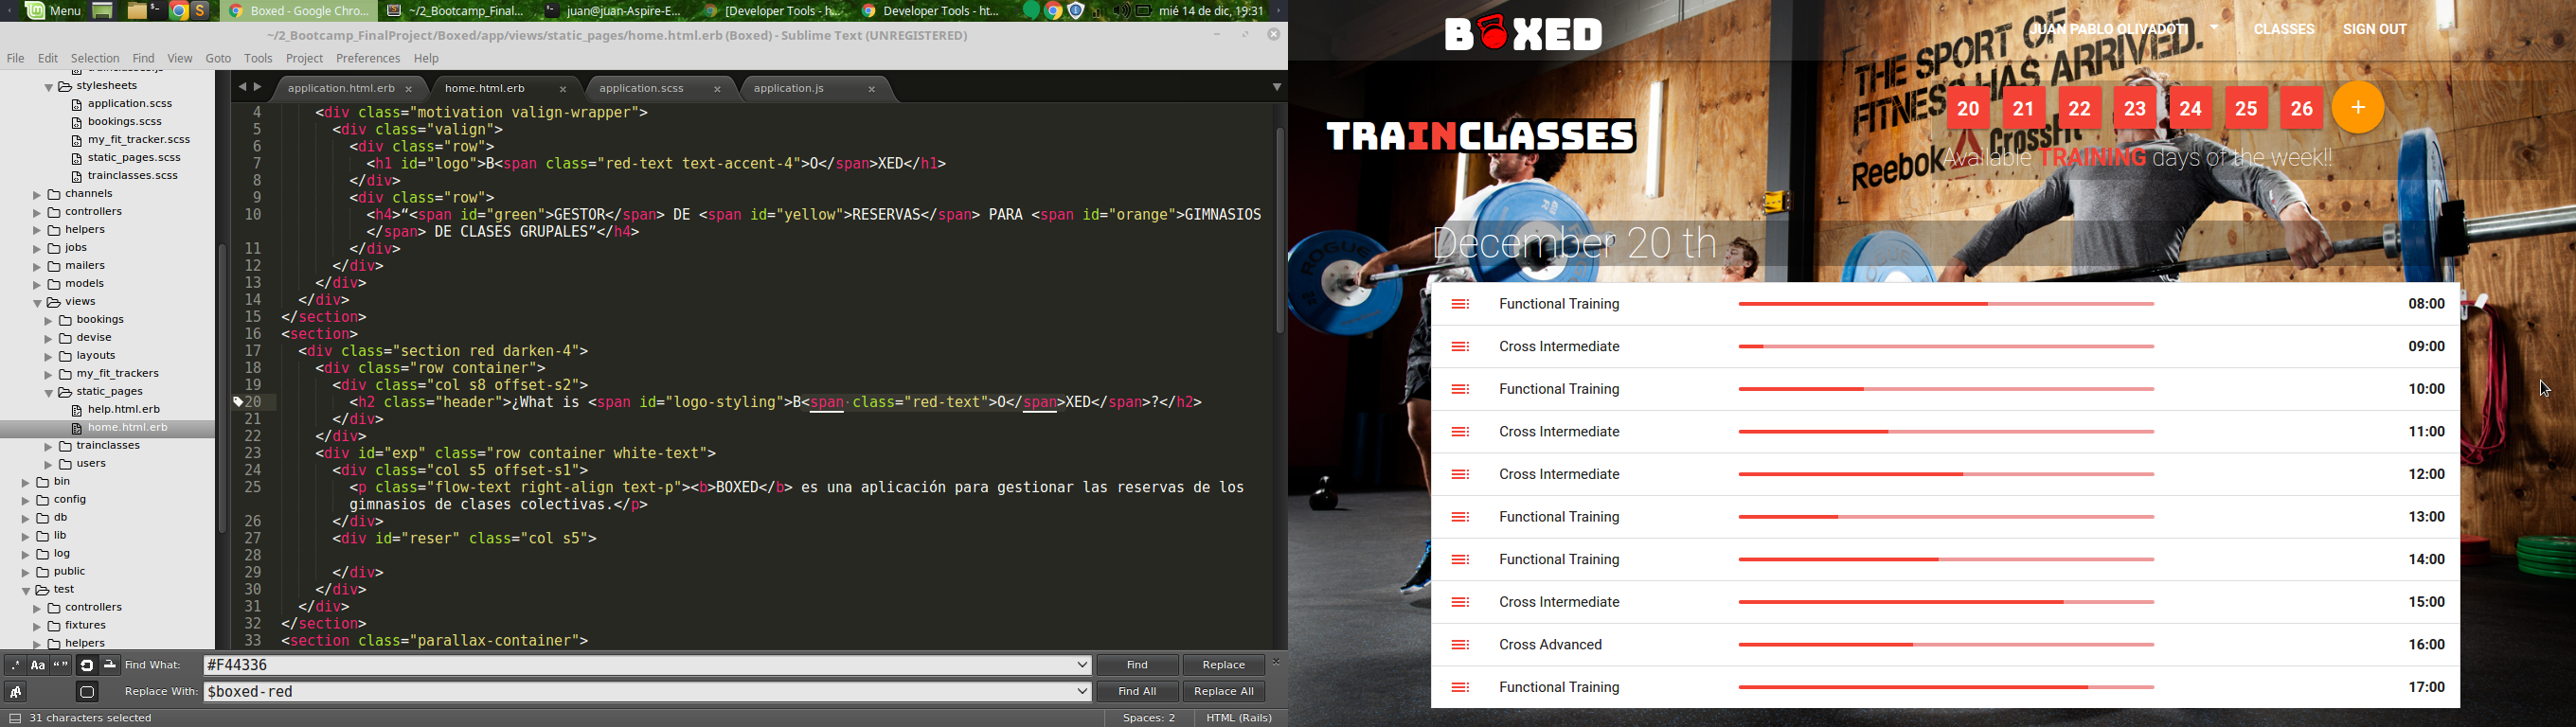 Menu
Boxed - Google Chro...
~/2_Bootcamp_Final...
juan@juan-Aspire-E...
[Developer Tools - h...
Developer Tools - ht...
mié 14 de dic, 19:31
~/2_Bootcamp_FinalProject/Boxed/app/views/static_pages/home.html.erb (Boxed) - Sublime Text (UNREGISTERED)
File Edit Selection Find View Goto Tools Project Preferences Help
stylesheets
application.scss
bookings.scss
my_fit_tracker.scss
static_pages.scss
trainclasses.scss
channels
controllers
helpers
jobs
mailers
models
views
bookings
devise
layouts
my_fit_trackers
static_pages
help.html.erb
home.html.erb
trainclasses
users
bin
config
db
lib
log
public
test
controllers
fixtures
helpers
application.html.erb × home.html.erb × application.scss × application.js ×
4 <div class="motivation valign-wrapper">
5 <div class="valign">
6 <div class="row">
7 <h1 id="logo">B<span class="red-text text-accent-4">O</span>XED</h1>
8 </div>
9 <div class="row">
10 <h4>“<span id="green">GESTOR</span> DE <span id="yellow">RESERVAS</span> PARA <span id="orange">GIMNASIOS
</span> DE CLASES GRUPALES”</h4>
11 </div>
12 </div>
13 </div>
14 </div>
15 </section>
16 <section>
17 <div class="section red darken-4">
18 <div class="row container">
19 <div class="col s8 offset-s2">
20 <h2 class="header">¿What is <span id="logo-styling">B<span class="red-text">O</span>XED</span>?</h2>
21 </div>
22 </div>
23 <div id="exp" class="row container white-text">
24 <div class="col s5 offset-s1">
25 <p class="flow-text right-align text-p"><b>BOXED</b> es una aplicación para gestionar las reservas de los
gimnasios de clases colectivas.</p>
26 </div>
27 <div id="reser" class="col s5">
28
29 </div>
30 </div>
31 </div>
32 </section>
33 <section class="parallax-container">
.* Aa “” Find What: #F44336 Find Replace
Replace With: $boxed-red Find All Replace All
31 characters selected
Spaces: 2 HTML (Rails)
BOXED
JUAN PABLO OLIVADOTI CLASSES SIGN OUT
THE SPORT OF
FITNESS HAS ARRIVED.
CrossFit
Reebok
TRAINCLASSES
20 21 22 23 24 25 26 +
Available TRAINING days of the week!!
December 20 th
ROGUE
Functional Training 08:00
Cross Intermediate 09:00
Functional Training 10:00
Cross Intermediate 11:00
Cross Intermediate 12:00
Functional Training 13:00
Functional Training 14:00
Cross Intermediate 15:00
Cross Advanced 16:00
Functional Training 17:00